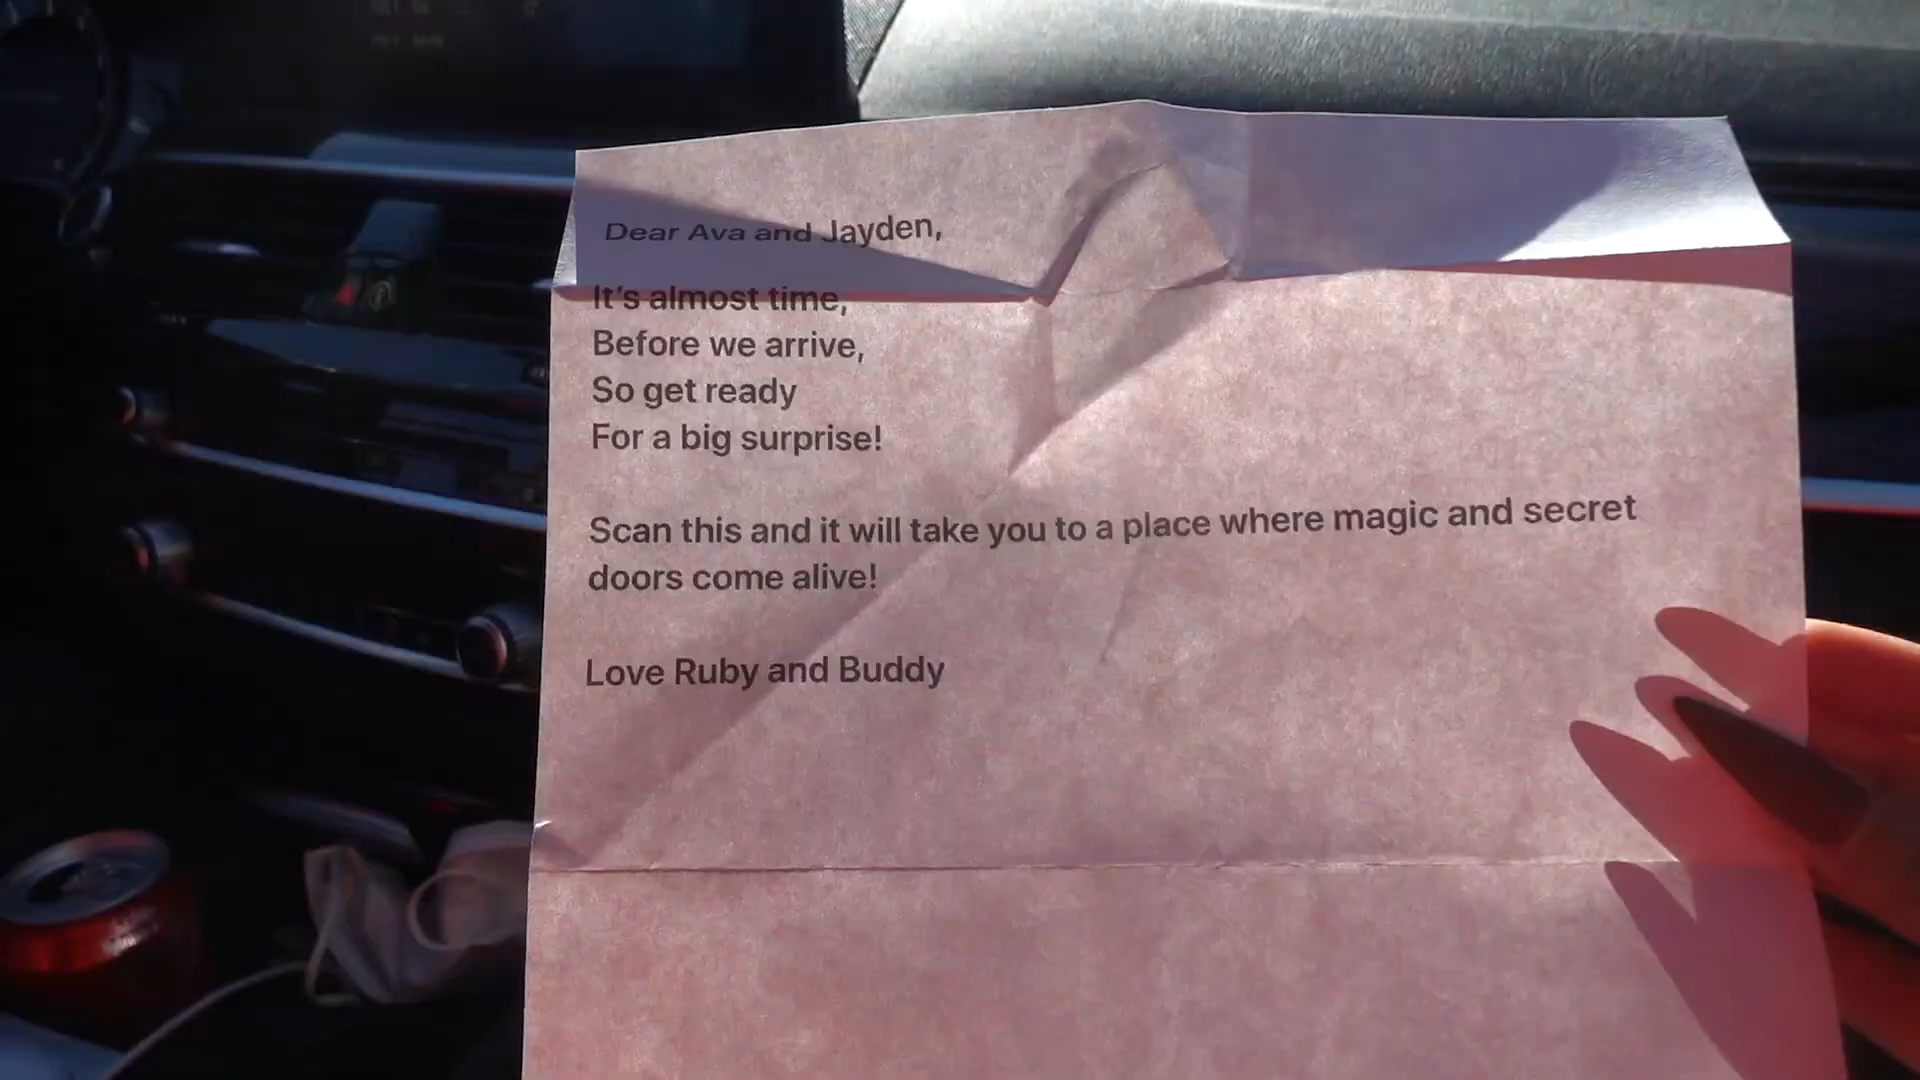 Dear Ava and Jayden,
It's almost time,
Before we arrive,
So get ready
For a big surprise!
Scan this and it will take you to a place where magic and secret
doors come alive!
Love Ruby and Buddy